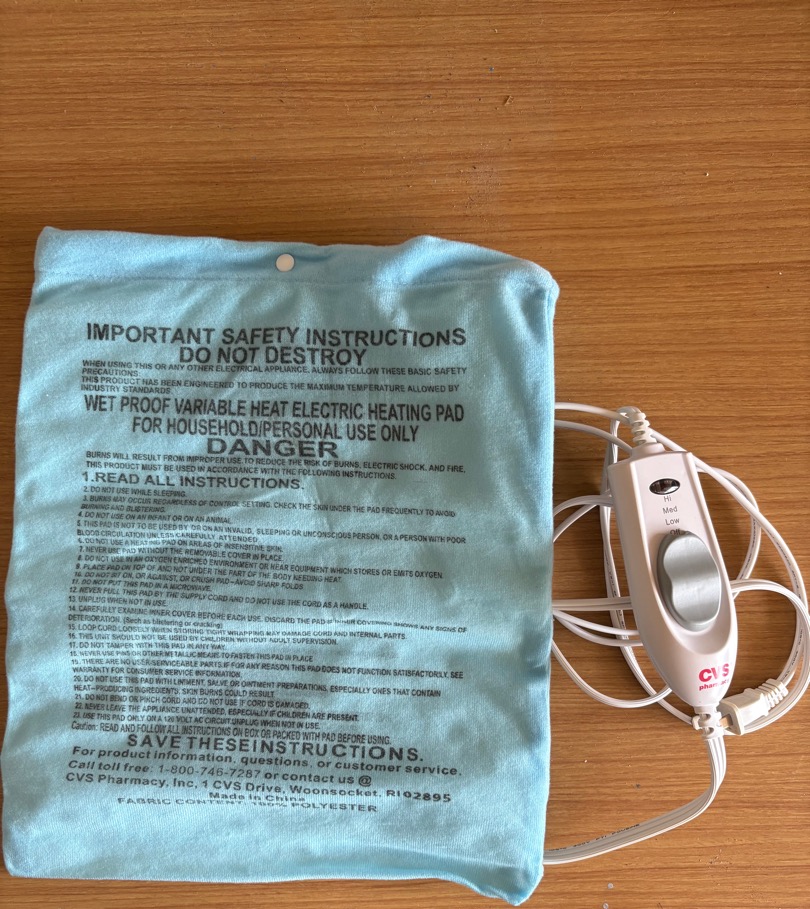 IMPORTANT SAFETY INSTRUCTIONS
DO NOT DESTROY
WHEN USING THIS OR ANY OTHER ELECTRICAL APPLIANCE, ALWAYS FOLLOW THESE BASIC SAFETY
PRECAUTIONS:
THIS PRODUCT HAS BEEN ENGINEERED TO PRODUCE THE MAXIMUM TEMPERATURE ALLOWED BY
INDUSTRY STANDARDS.
WET PROOF VARIABLE HEAT ELECTRIC HEATING PAD
FOR HOUSEHOLD/PERSONAL USE ONLY
DANGER
BURNS WILL RESULT FROM IMPROPER USE. TO REDUCE THE RISK OF BURNS, ELECTRIC SHOCK, AND FIRE,
THIS PRODUCT MUST BE USED IN ACCORDANCE WITH THE FOLLOWING INSTRUCTIONS.
1.READ ALL INSTRUCTIONS.
2. DO NOT USE WHILE SLEEPING.
3. BURNS MAY OCCUR REGARDLESS OF CONTROL SETTING. CHECK THE SKIN UNDER THE PAD FREQUENTLY TO AVOID
BURNING AND BLISTERING.
4. DO NOT USE ON AN INFANT OR ON AN ANIMAL.
5. THIS PAD IS NOT TO BE USED BY OR ON AN INVALID, SLEEPING OR UNCONSCIOUS PERSON, OR A PERSON WITH POOR
BLOOD CIRCULATION UNLESS CAREFULLY ATTENDED.
6. DO NOT USE A HEATING PAD ON AREAS OF INSENSITIVE SKIN.
7. NEVER USE PAD WITHOUT THE REMOVABLE COVER IN PLACE.
8. DO NOT USE IN AN OXYGEN ENRICHED ENVIRONMENT OR NEAR EQUIPMENT WHICH STORES OR EMITS OXYGEN.
9. PLACE PAD ON TOP OF AND NOT UNDER THE PART OF THE BODY NEEDING HEAT.
10. DO NOT SIT ON, OR AGAINST, OR CRUSH PAD-AVOID SHARP FOLDS.
11. DO NOT PUT THIS PAD IN A MICROWAVE.
12. NEVER PULL THIS PAD BY THE SUPPLY CORD AND DO NOT USE THE CORD AS A HANDLE.
13. UNPLUG WHEN NOT IN USE.
14. CAREFULLY EXAMINE INNER COVER BEFORE EACH USE. DISCARD THE PAD IF INNER COVERING SHOWS ANY SIGNS OF
DETERIORATION. (Such as blistering or cracking)
15. LOOP CORD LOOSELY WHEN STORING TIGHT WRAPPING MAY DAMAGE CORD AND INTERNAL PARTS.
16. THIS UNIT SHOULD NOT BE USED BY CHILDREN WITHOUT ADULT SUPERVISION.
17. DO NOT TAMPER WITH THIS PAD IN ANY WAY.
18. NEVER USE PINS OR OTHER METALLIC MEANS TO FASTEN THIS PAD IN PLACE
19. THERE ARE NO USER-SERVICEABLE PARTS.IF FOR ANY REASON THIS PAD DOES NOT FUNCTION SATISFACTORILY, SEE
WARRANTY FOR CONSUMER SERVICE INFORMATION.
20. DO NOT USE THIS PAD WITH LINIMENT, SALVE OR OINTMENT PREPARATIONS, ESPECIALLY ONES THAT CONTAIN
HEAT-PRODUCING INGREDIENTS. SKIN BURNS COULD RESULT.
21. DO NOT BEND OR PINCH CORD AND DO NOT USE IF CORD IS DAMAGED.
22. NEVER LEAVE THE APPLIANCE UNATTENDED, ESPECIALLY IF CHILDREN ARE PRESENT.
23. USE THIS PAD ONLY ON A 120 VOLT AC CIRCUIT UNPLUG WHEN NOT IN USE.
Caution: READ AND FOLLOW ALL INSTRUCTIONS ON BOX OR PACKED WITH PAD BEFORE USING.
SAVE THESE INSTRUCTIONS.
For product information, questions, or customer service,
Call toll free: 1-800-746-7287 or contact us @
CVS Pharmacy, Inc, 1 CVS Drive, Woonsocket, RI 02895
Made in China
FABRIC CONTENT: 100% POLYESTER
Hi
Med
Low
Off
CVS
pharmacy